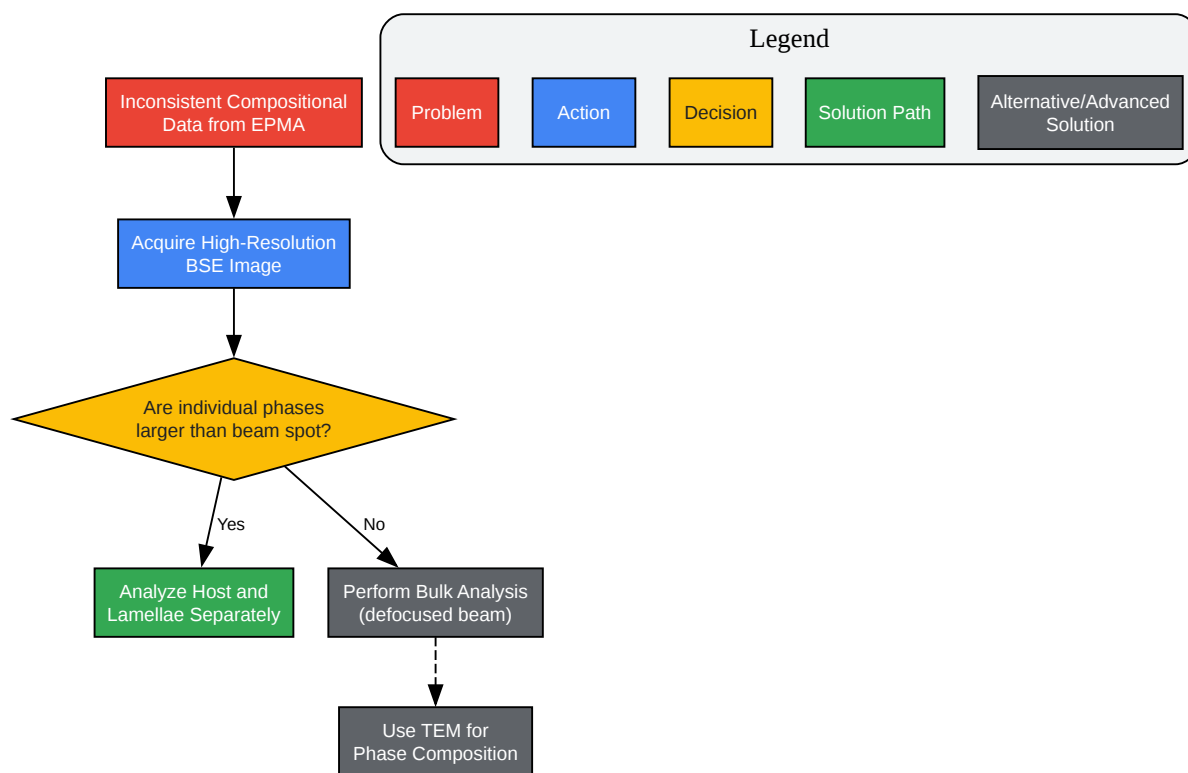 Legend
Problem
Action
Decision
Solution Path
Alternative/Advanced
Solution
Inconsistent Compositional
Data from EPMA
Acquire High-Resolution
BSE Image
Are individual phases
larger than beam spot?
Yes
No
Analyze Host and
Lamellae Separately
Perform Bulk Analysis
(defocused beam)
Use TEM for
Phase Composition